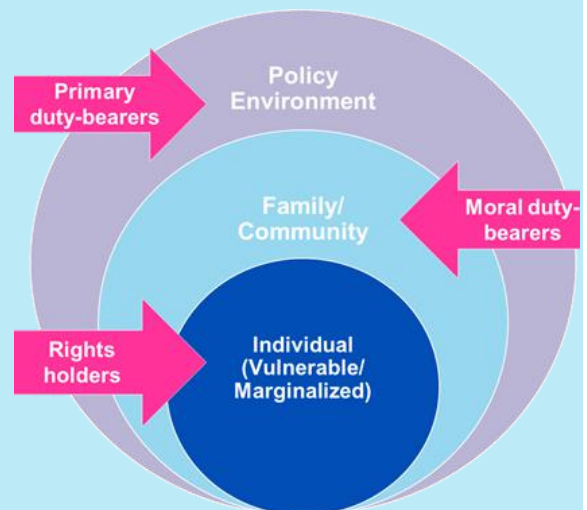 Policy
Environment
Primary
duty-bearers
Family/
Community
Moral duty-
bearers
Individual
(Vulnerable/
Marginalized)
Rights
holders